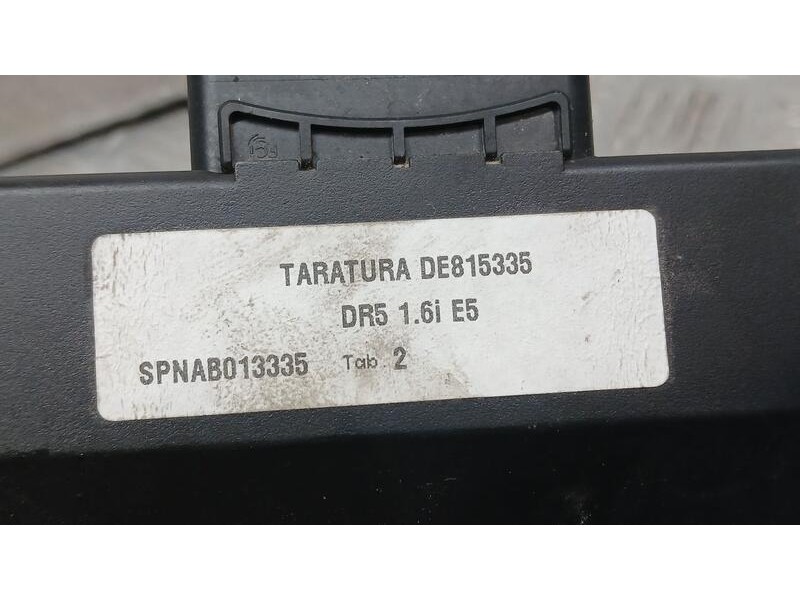 TARATURA DE815335
DR5 1.6i E5
SPNAB013335 Tab. 2